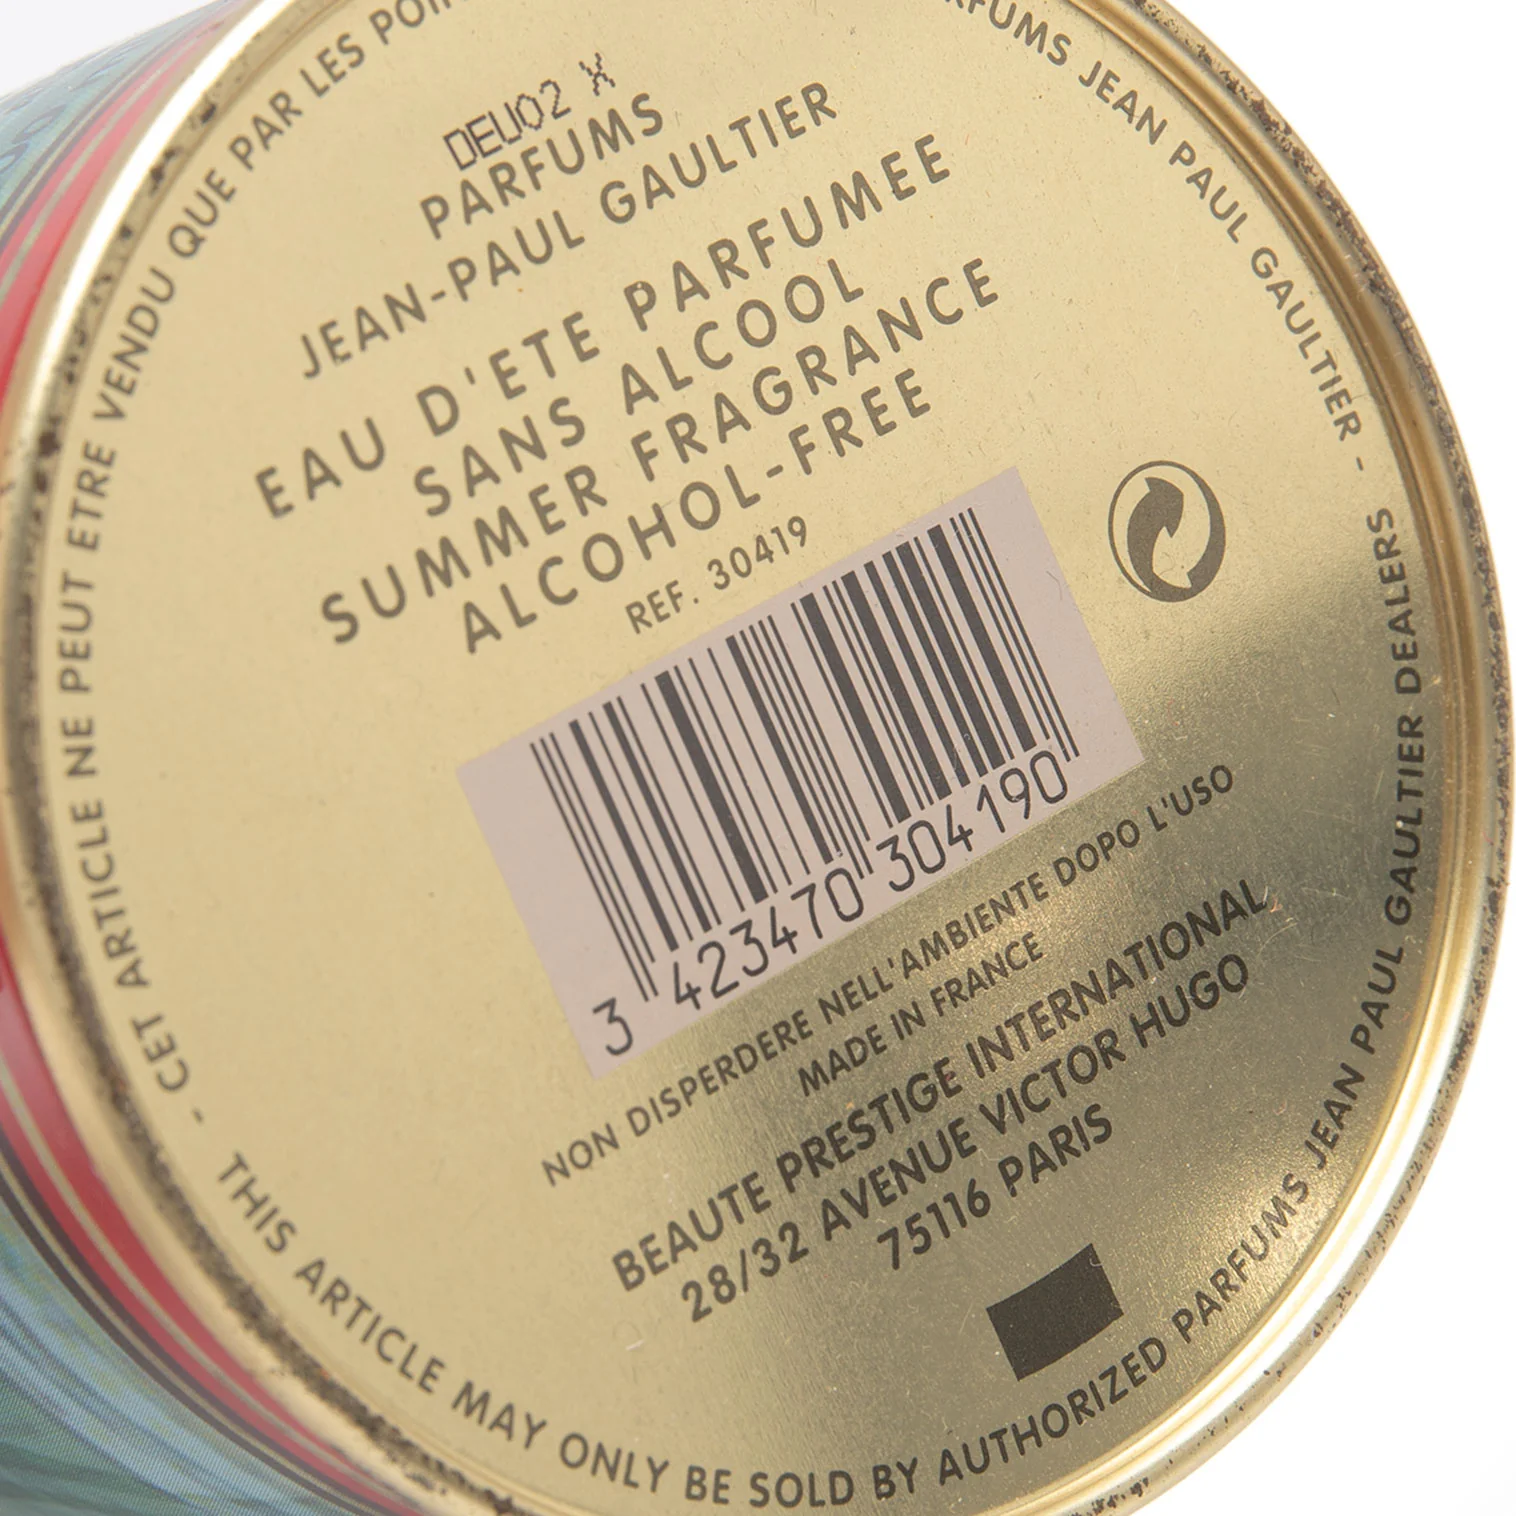 DEU02 X
PARFUMS
JEAN-PAUL GAULTIER
EAU D'ETE PARFUMEE
SANS ALCOOL
SUMMER FRAGRANCE
ALCOHOL-FREE
REF. 30419
3 423470 304190
NON DISPERDERE NELL'AMBIENTE DOPO L'USO
MADE IN FRANCE
BEAUTE PRESTIGE INTERNATIONAL
28/32 AVENUE VICTOR HUGO
75116 PARIS
- CET ARTICLE NE PEUT ETRE VENDU QUE PAR LES
JEAN PAUL GAULTIER -
THIS ARTICLE MAY ONLY BE SOLD BY AUTHORIZED PARFUMS JEAN PAUL GAULTIER DEALERS